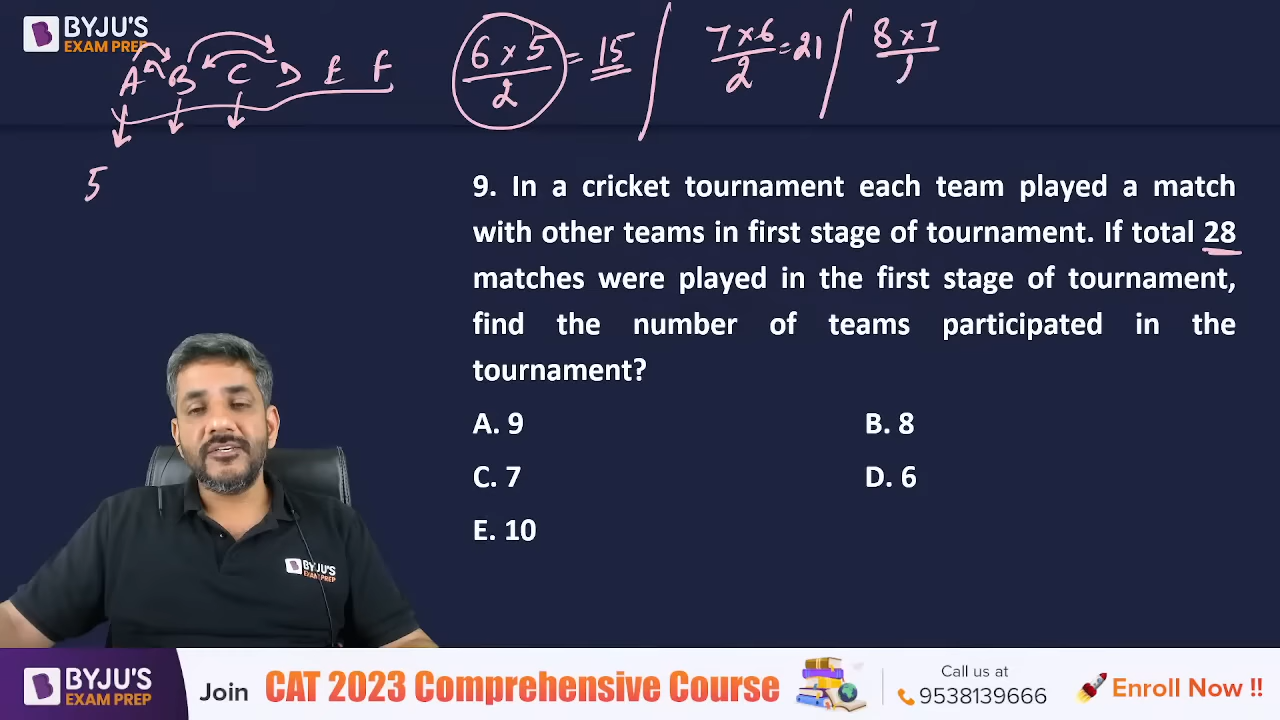 BYJU'S
EXAM PREP
A B C D E F
5
6 × 5 / 2 = 15
7 × 6 / 2 = 21
8 × 7
9. In a cricket tournament each team played a match
with other teams in first stage of tournament. If total 28
matches were played in the first stage of tournament,
find the number of teams participated in the
tournament?
A. 9 B. 8
C. 7 D. 6
E. 10
BYJU'S
EXAM PREP
BYJU'S
EXAM PREP
Join CAT 2023 Comprehensive Course
Call us at
9538139666
Enroll Now !!